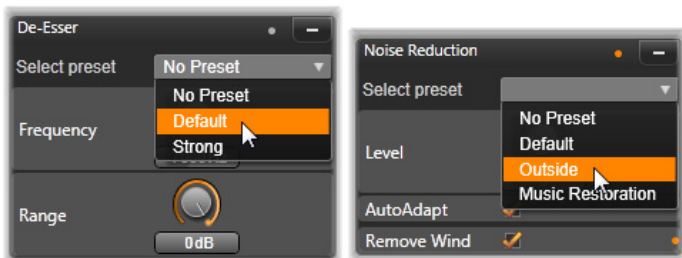 De-Esser
Select preset No Preset
No Preset
Default
Strong
Frequency
Range
0dB
Noise Reduction
Select preset
No Preset
Default
Outside
Music Restoration
Level
AutoAdapt
Remove Wind